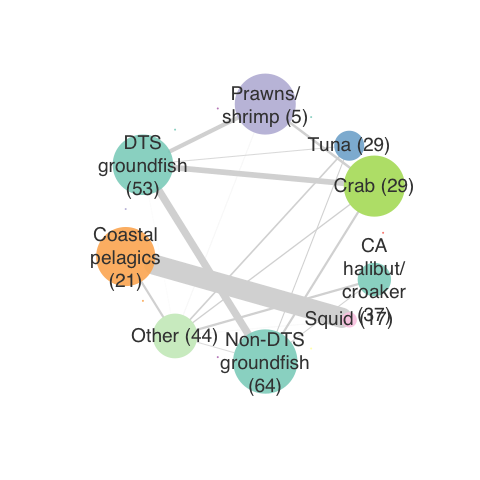 Prawns/
shrimp (5)
Tuna (29)
DTS
groundfish
(53)
Crab (29)
Coastal
pelagics
(21)
CA
halibut/
croaker
(37)
Squid (17)
Other (44)
Non-DTS
groundfish
(64)